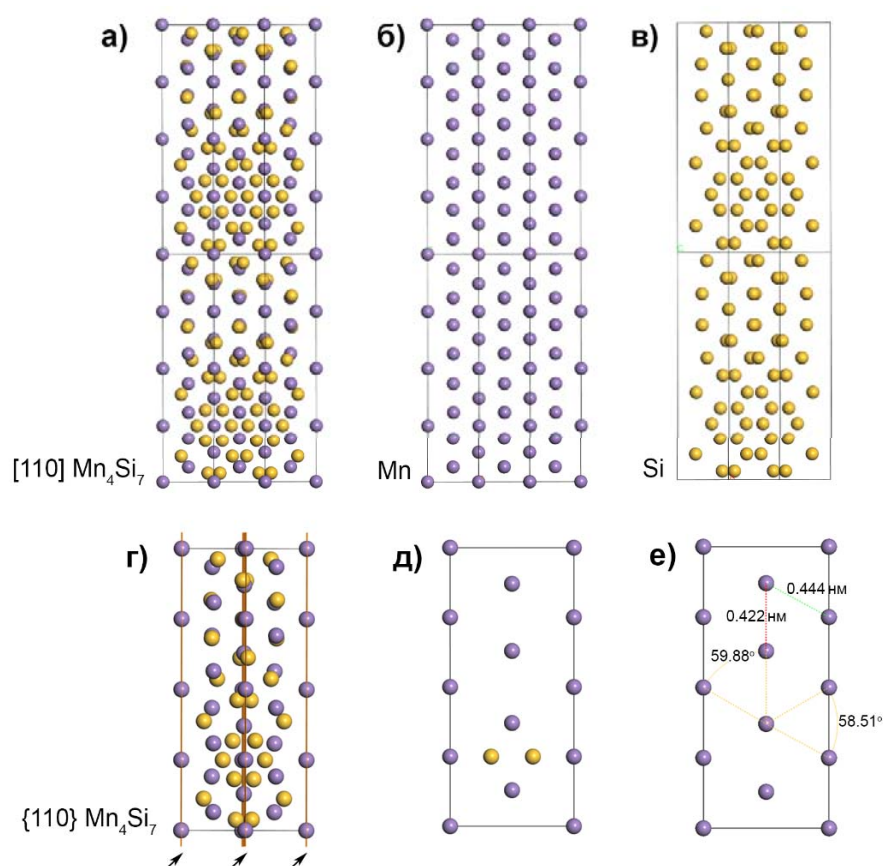 а)
б)
в)
[110] Mn₄Si₇
Mn
Si
г)
д)
е)
0.444 нм
0.422 нм
59.88°
58.51°
{110} Mn₄Si₇